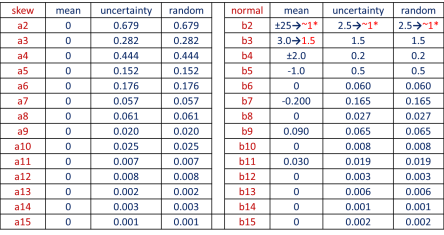 skew mean uncertainty random normal mean uncertainty random
a2 0 0.679 0.679 b2 ±25→~1* 2.5→~1* 2.5→~1*
a3 0 0.282 0.282 b3 3.0→1.5 1.5 1.5
a4 0 0.444 0.444 b4 ±2.0 0.2 0.2
a5 0 0.152 0.152 b5 -1.0 0.5 0.5
a6 0 0.176 0.176 b6 0 0.060 0.060
a7 0 0.057 0.057 b7 -0.200 0.165 0.165
a8 0 0.061 0.061 b8 0 0.027 0.027
a9 0 0.020 0.020 b9 0.090 0.065 0.065
a10 0 0.025 0.025 b10 0 0.008 0.008
a11 0 0.007 0.007 b11 0.030 0.019 0.019
a12 0 0.008 0.008 b12 0 0.003 0.003
a13 0 0.002 0.002 b13 0 0.006 0.006
a14 0 0.003 0.003 b14 0 0.001 0.001
a15 0 0.001 0.001 b15 0 0.002 0.002